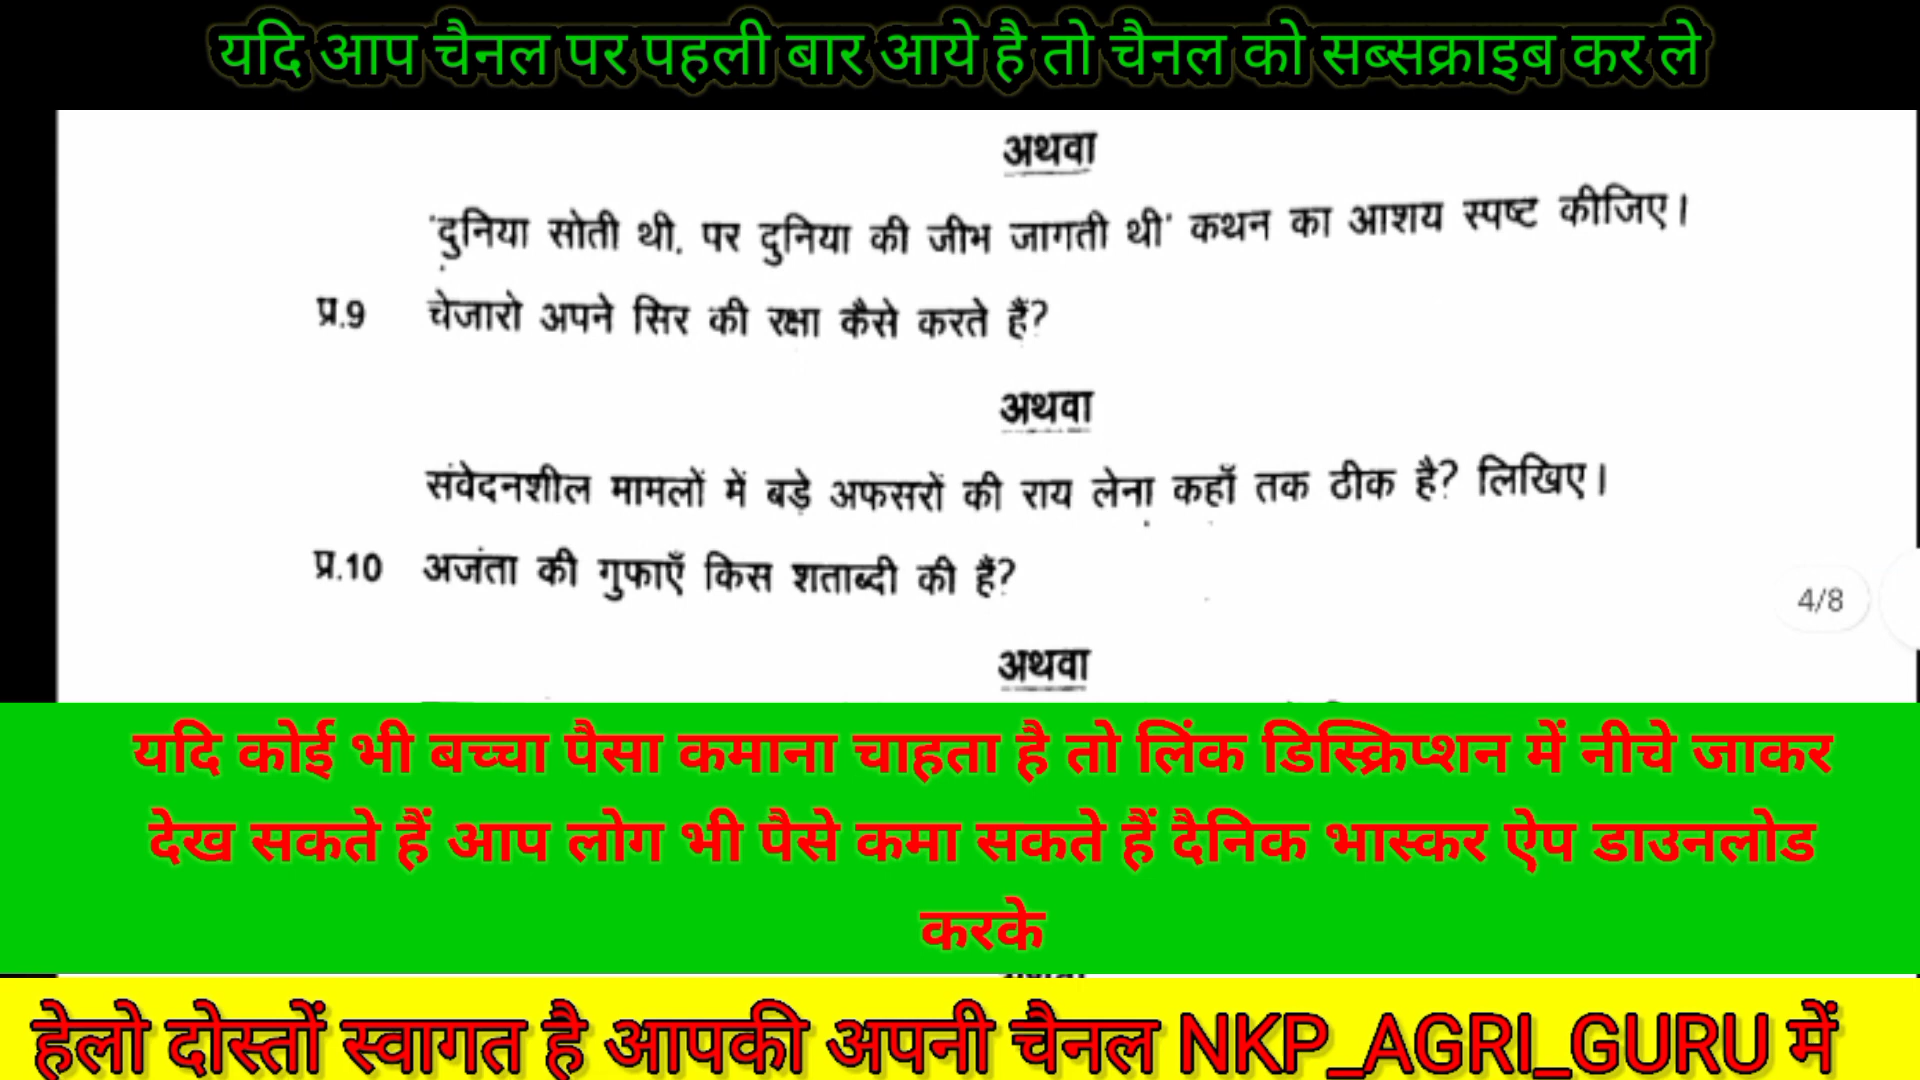 यदि आप चैनल पर पहली बार आये है तो चैनल को सब्सक्राइब कर ले
अथवा
'दुनिया सोती थी, पर दुनिया की जीभ जागती थी' कथन का आशय स्पष्ट कीजिए।
प्र.9 चेजारो अपने सिर की रक्षा कैसे करते हैं?
अथवा
संवेदनशील मामलों में बड़े अफसरों की राय लेना कहाँ तक ठीक है? लिखिए।
प्र.10 अजंता की गुफाएँ किस शताब्दी की हैं?
4/8
अथवा
यदि कोई भी बच्चा पैसा कमाना चाहता है तो लिंक डिस्क्रिप्शन में नीचे जाकर
देख सकते हैं आप लोग भी पैसे कमा सकते हैं दैनिक भास्कर ऐप डाउनलोड
करके
हेलो दोस्तों स्वागत है आपकी अपनी चैनल NKP_AGRI_GURU में